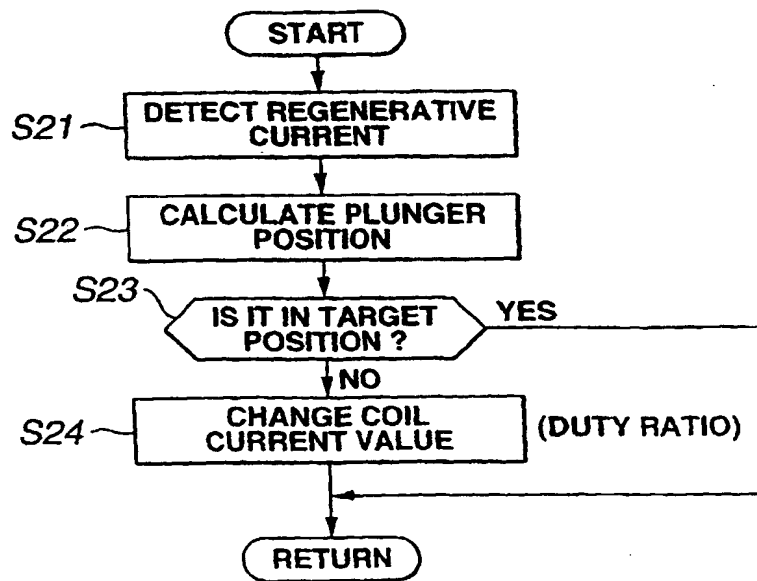 START
S21
DETECT REGENERATIVE
CURRENT
S22
CALCULATE PLUNGER
POSITION
S23
IS IT IN TARGET
POSITION ?
YES
NO
S24
CHANGE COIL
CURRENT VALUE
(DUTY RATIO)
RETURN